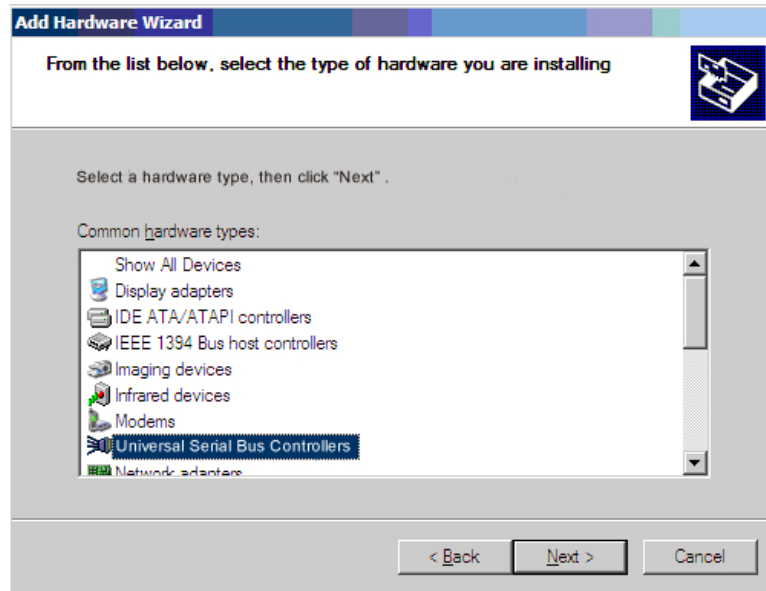 Add Hardware Wizard
From the list below, select the type of hardware you are installing
Select a hardware type, then click "Next" .
Common hardware types:
Show All Devices
Display adapters
IDE ATA/ATAPI controllers
IEEE 1394 Bus host controllers
Imaging devices
Infrared devices
Modems
Universal Serial Bus Controllers
Network adapters
< Back Next > Cancel